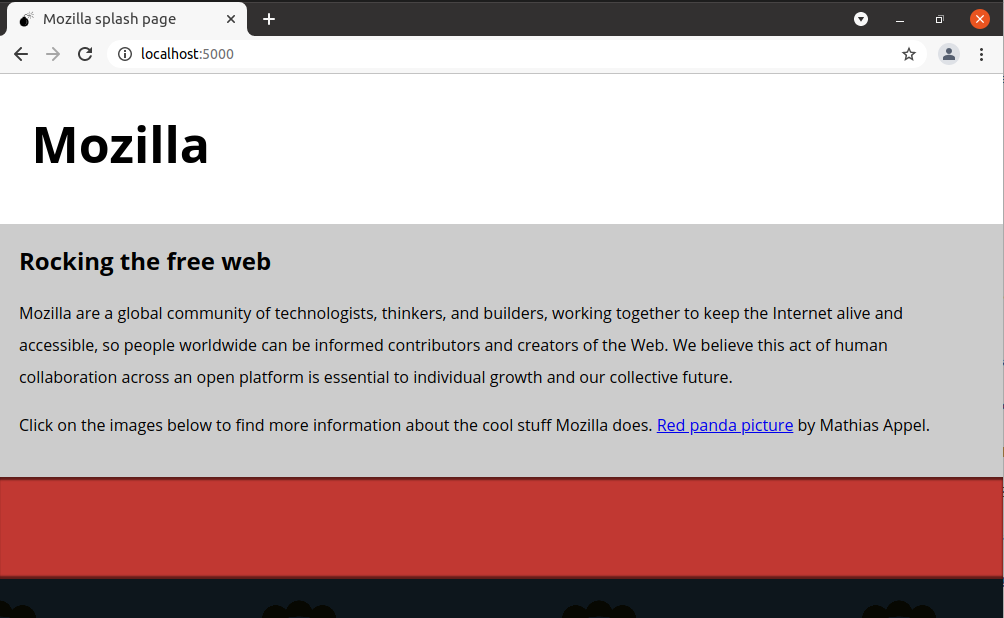 Mozilla splash page
localhost:5000
Mozilla
Rocking the free web
Mozilla are a global community of technologists, thinkers, and builders, working together to keep the Internet alive and
accessible, so people worldwide can be informed contributors and creators of the Web. We believe this act of human
collaboration across an open platform is essential to individual growth and our collective future.
Click on the images below to find more information about the cool stuff Mozilla does. Red panda picture by Mathias Appel.